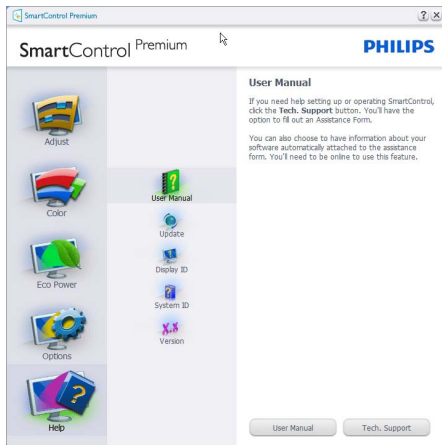 SmartControl Premium
SmartControl Premium
PHILIPS
Adjust
Color
Eco Power
Options
Help
User Manual
Update
Display ID
System ID
X.X
Version
User Manual
If you need help setting up or operating SmartControl,
click the Tech. Support button. You'll have the
option to fill out an Assistance Form.
You can also choose to have information about your
software automatically attached to the assistance
form. You'll need to be online to use this feature.
User Manual
Tech. Support